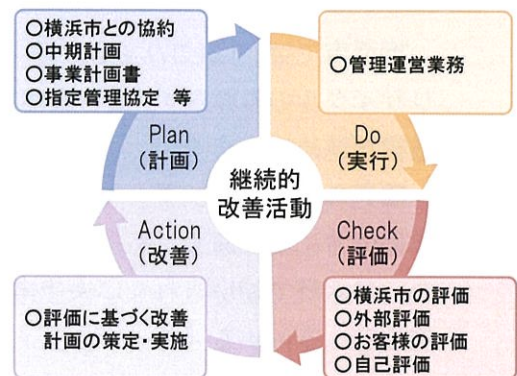 ○横浜市との協約
○中期計画
○事業計画書
○指定管理協定 等
Plan
(計画)
○管理運営業務
Do
(実行)
継続的
改善活動
Check
(評価)
○横浜市の評価
○外部評価
○お客様の評価
○自己評価
Action
(改善)
○評価に基づく改善
計画の策定・実施